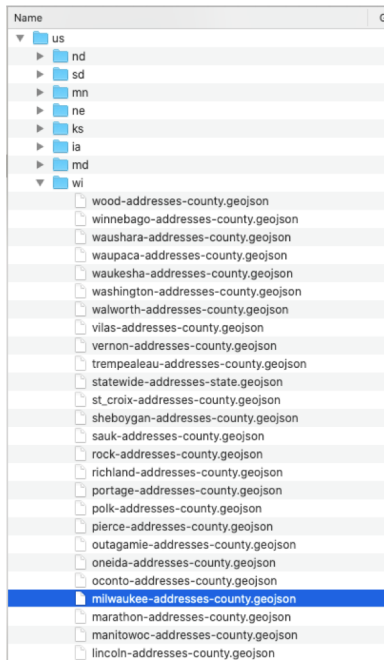 Name
us
nd
sd
mn
ne
ks
ia
md
wi
wood-addresses-county.geojson
winnebago-addresses-county.geojson
waushara-addresses-county.geojson
waupaca-addresses-county.geojson
waukesha-addresses-county.geojson
washington-addresses-county.geojson
walworth-addresses-county.geojson
vilas-addresses-county.geojson
vernon-addresses-county.geojson
trempealeau-addresses-county.geojson
statewide-addresses-state.geojson
st_croix-addresses-county.geojson
sheboygan-addresses-county.geojson
sauk-addresses-county.geojson
rock-addresses-county.geojson
richland-addresses-county.geojson
portage-addresses-county.geojson
polk-addresses-county.geojson
pierce-addresses-county.geojson
outagamie-addresses-county.geojson
oneida-addresses-county.geojson
oconto-addresses-county.geojson
milwaukee-addresses-county.geojson
marathon-addresses-county.geojson
manitowoc-addresses-county.geojson
lincoln-addresses-county.geojson